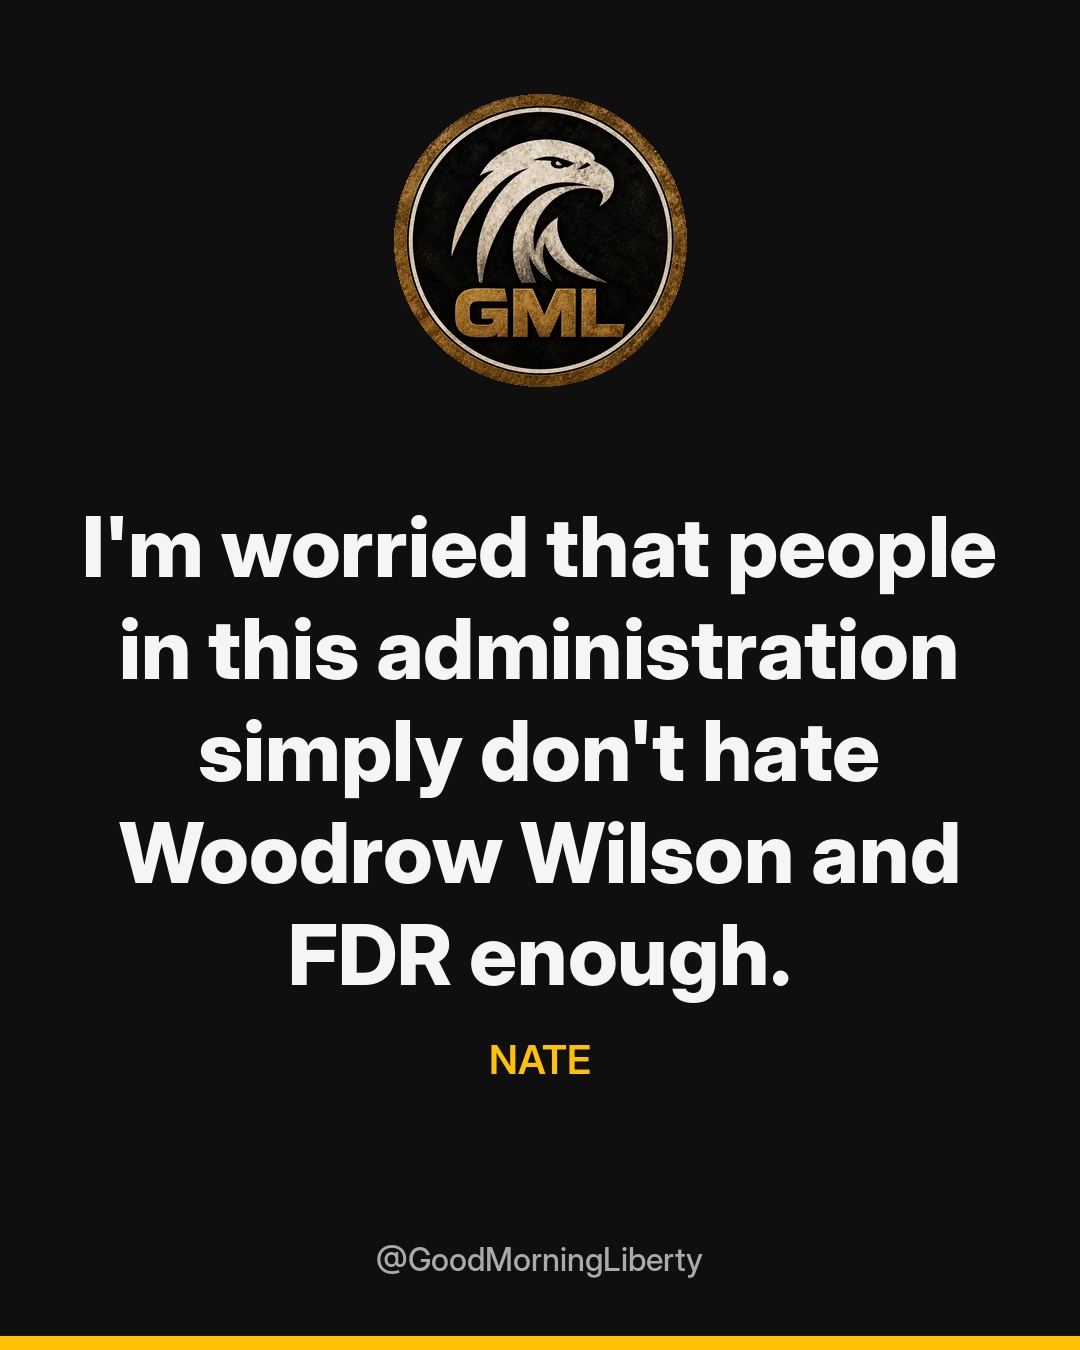 GML
I'm worried that people
in this administration
simply don't hate
Woodrow Wilson and
FDR enough.
NATE
@GoodMorningLiberty